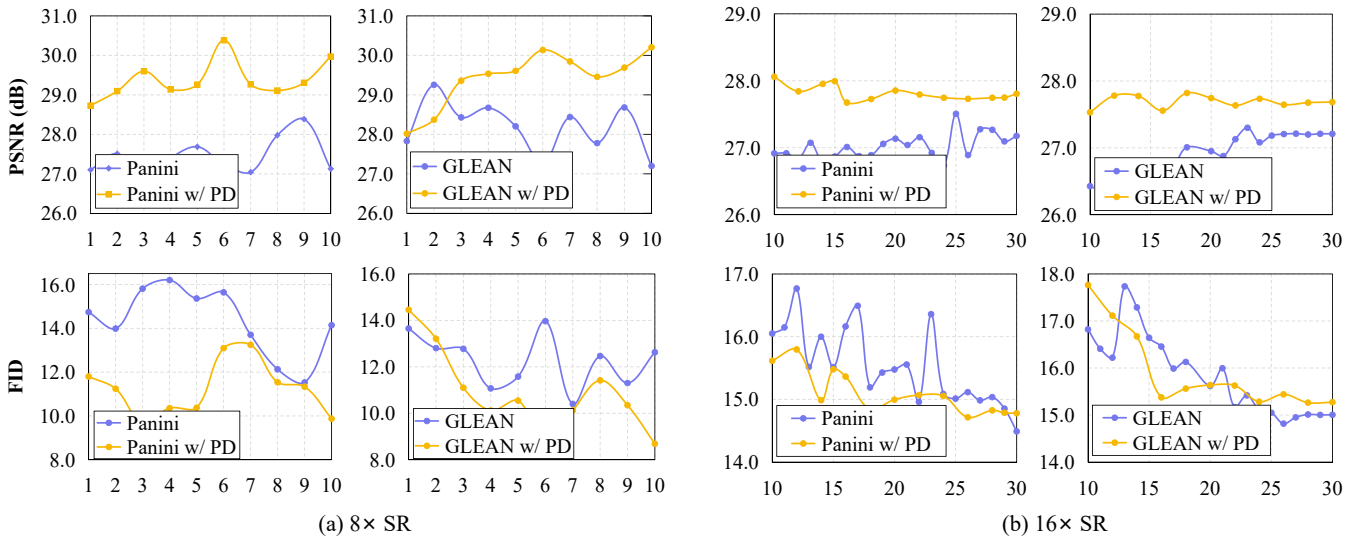 PSNR (dB)
31.0
30.0
29.0
28.0
27.0
26.0
Panini
Panini w/ PD
1 2 3 4 5 6 7 8 9 10
31.0
30.0
29.0
28.0
27.0
26.0
GLEAN
GLEAN w/ PD
1 2 3 4 5 6 7 8 9 10
29.0
28.0
27.0
26.0
Panini
Panini w/ PD
10 15 20 25 30
29.0
28.0
27.0
26.0
GLEAN
GLEAN w/ PD
10 15 20 25 30
FID
16.0
14.0
12.0
10.0
8.0
Panini
Panini w/ PD
1 2 3 4 5 6 7 8 9 10
16.0
14.0
12.0
10.0
8.0
GLEAN
GLEAN w/ PD
1 2 3 4 5 6 7 8 9 10
17.0
16.0
15.0
14.0
Panini
Panini w/ PD
10 15 20 25 30
18.0
17.0
16.0
15.0
14.0
GLEAN
GLEAN w/ PD
10 15 20 25 30
(a) 8× SR
(b) 16× SR